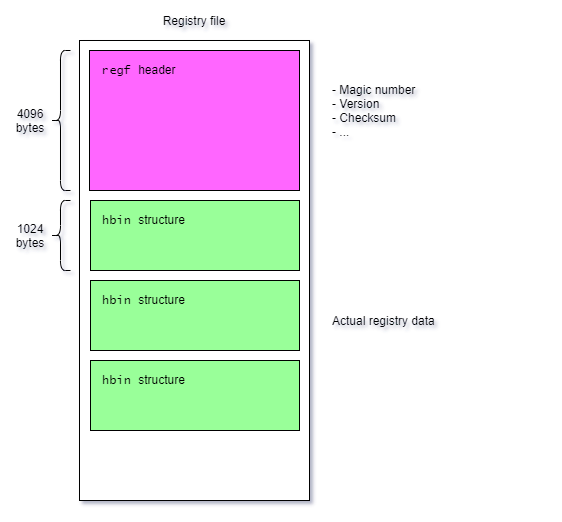 Registry file
regf header
4096
bytes
- Magic number
- Version
- Checksum
- ...
hbin structure
1024
bytes
hbin structure
Actual registry data
hbin structure